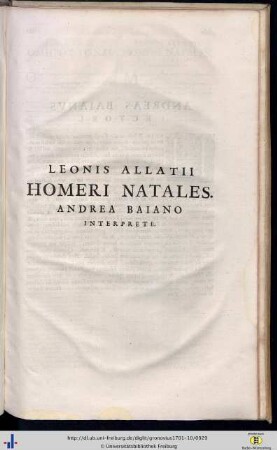 LEONIS ALLATII
HOMERI NATALES.
ANDREA BAIANO
INTERPRETE.
http://dl.ub.uni-freiburg.de/diglit/gronovius1701-10/0929
© Universitätsbibliothek Freiburg